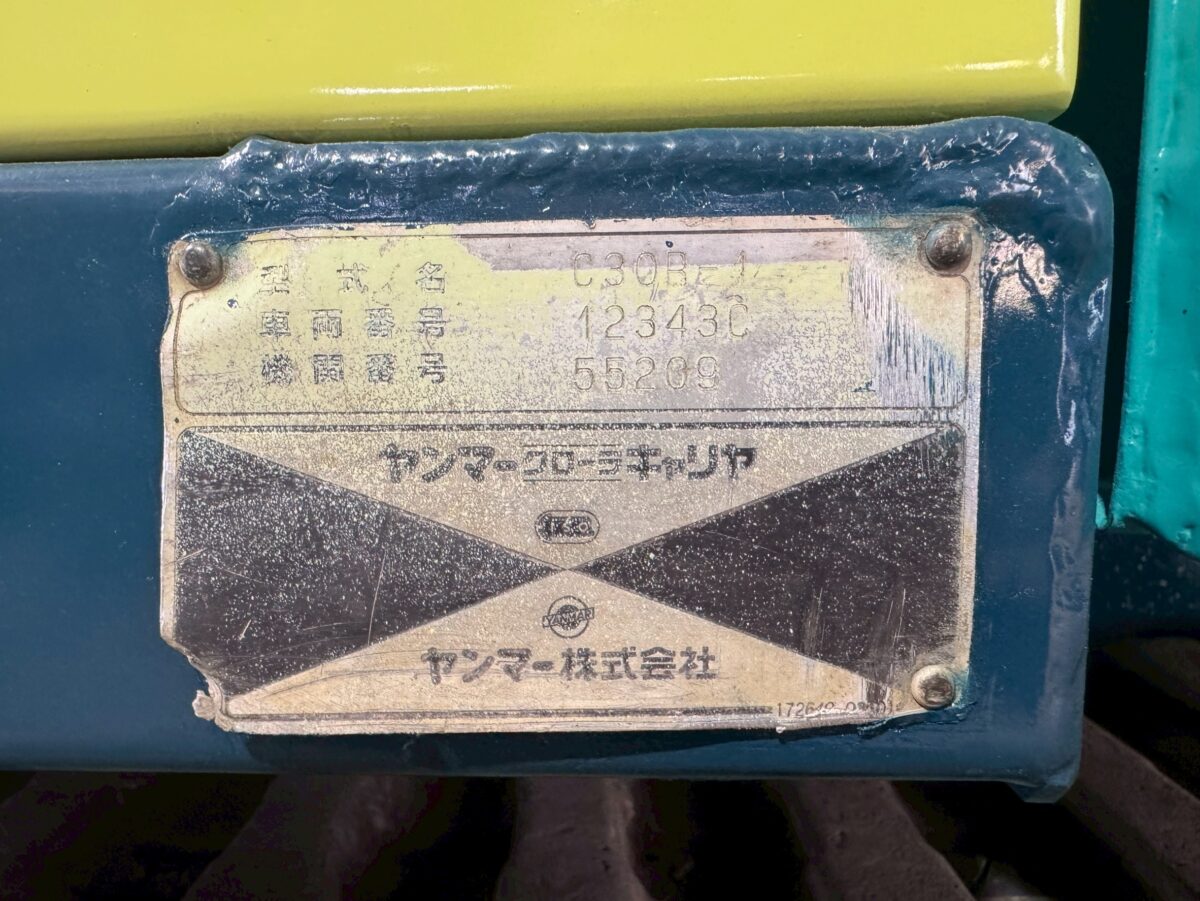 型式名 C30R-1
車両番号 12343C
機関番号 55209
ヤンマークローラキャリヤ
YANMAR
ヤンマー株式会社